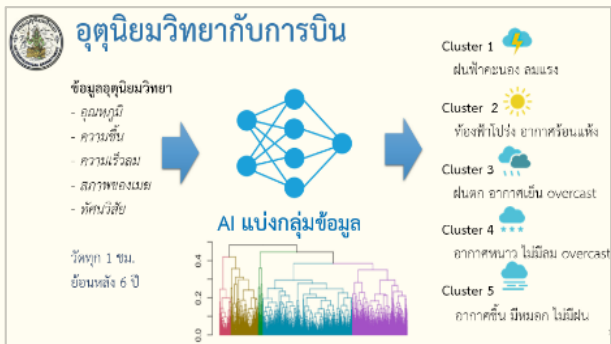 อุตุนิยมวิทยากับการบิน
ข้อมูลอุตุนิยมวิทยา
- อุณหภูมิ
- ความชื้น
- ความเร็วลม
- สภาพของเมฆ
- ทัศนวิสัย
วัดทุก 1 ชม.
ย้อนหลัง 6 ปี
AI แบ่งกลุ่มข้อมูล
0.4
0.2
0.0
Cluster 1
ฝนฟ้าคะนอง ลมแรง
Cluster 2
ท้องฟ้าโปร่ง อากาศร้อนแห้ง
Cluster 3
ฝนตก อากาศเย็น overcast
Cluster 4
อากาศหนาว ไม่มีลม overcast
Cluster 5
อากาศชื้น มีหมอก ไม่มีฝน